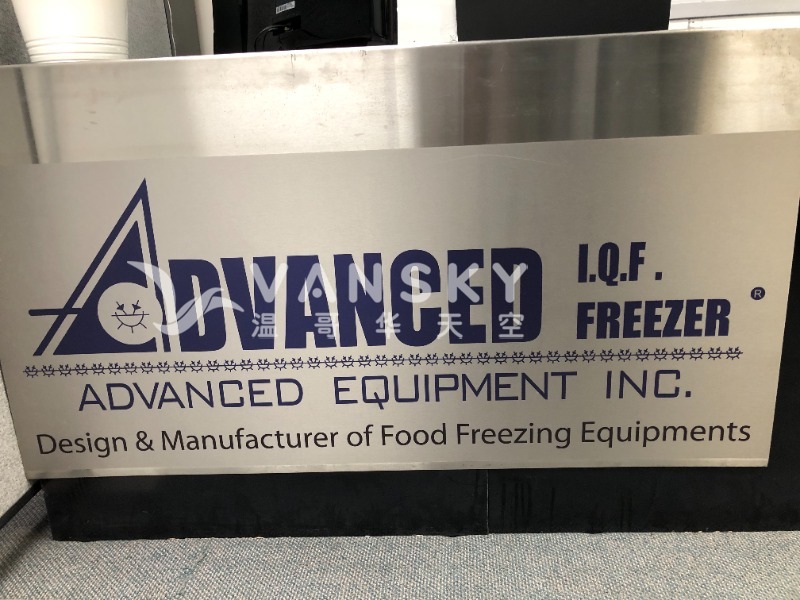 ADVANCED I.Q.F.
FREEZER ®
VANSKY
温哥华天空
ADVANCED EQUIPMENT INC.
Design & Manufacturer of Food Freezing Equipments